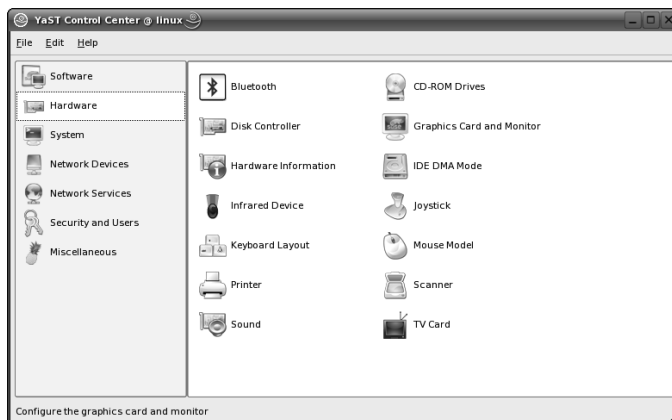 YaST Control Center @ linux
File Edit Help
Software
Hardware
System
Network Devices
Network Services
Security and Users
Miscellaneous
Bluetooth
CD-ROM Drives
Disk Controller
Graphics Card and Monitor
Hardware Information
IDE DMA Mode
Infrared Device
Joystick
Keyboard Layout
Mouse Model
Printer
Scanner
Sound
TV Card
Configure the graphics card and monitor